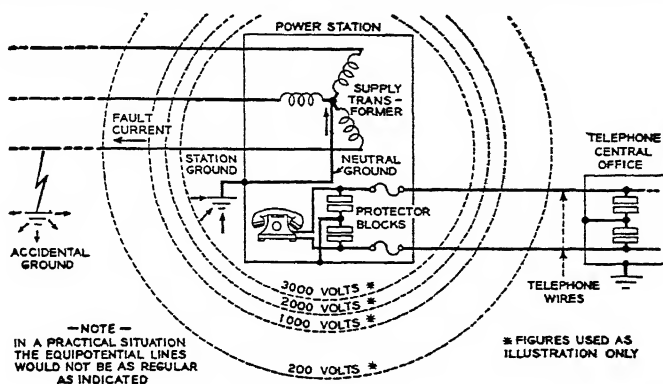 POWER STATION
SUPPLY
TRANS-
FORMER
FAULT
CURRENT
STATION
GROUND
NEUTRAL
GROUND
TELEPHONE
CENTRAL
OFFICE
PROTECTOR
BLOCKS
ACCIDENTAL
GROUND
TELEPHONE
WIRES
3000 VOLTS *
2000 VOLTS *
1000 VOLTS *
200 VOLTS *
— NOTE —
IN A PRACTICAL SITUATION
THE EQUIPOTENTIAL LINES
WOULD NOT BE AS REGULAR
AS INDICATED
* FIGURES USED AS
ILLUSTRATION ONLY